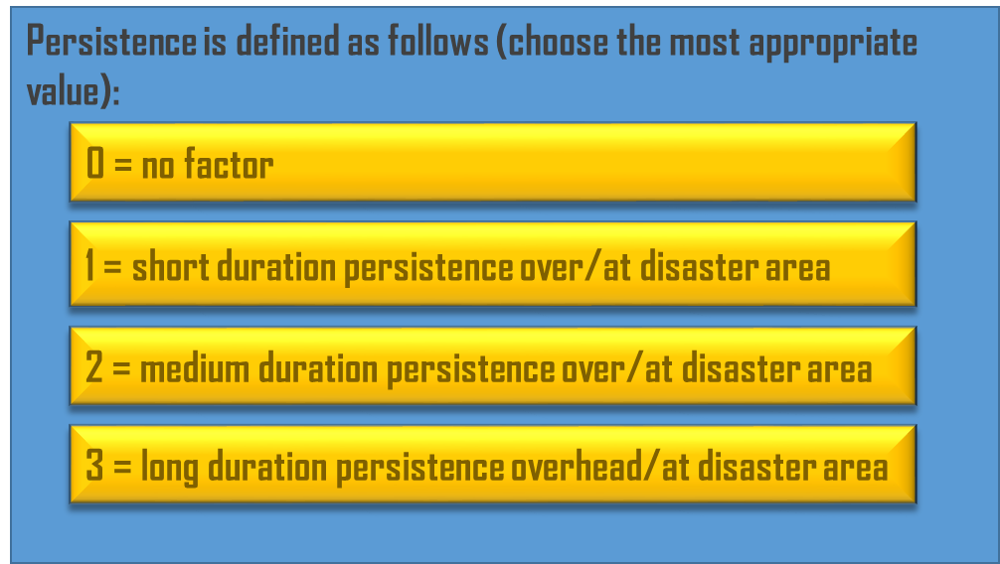 Persistence is defined as follows (choose the most appropriate
value):
0 = no factor
1 = short duration persistence over/at disaster area
2 = medium duration persistence over/at disaster area
3 = long duration persistence overhead/at disaster area